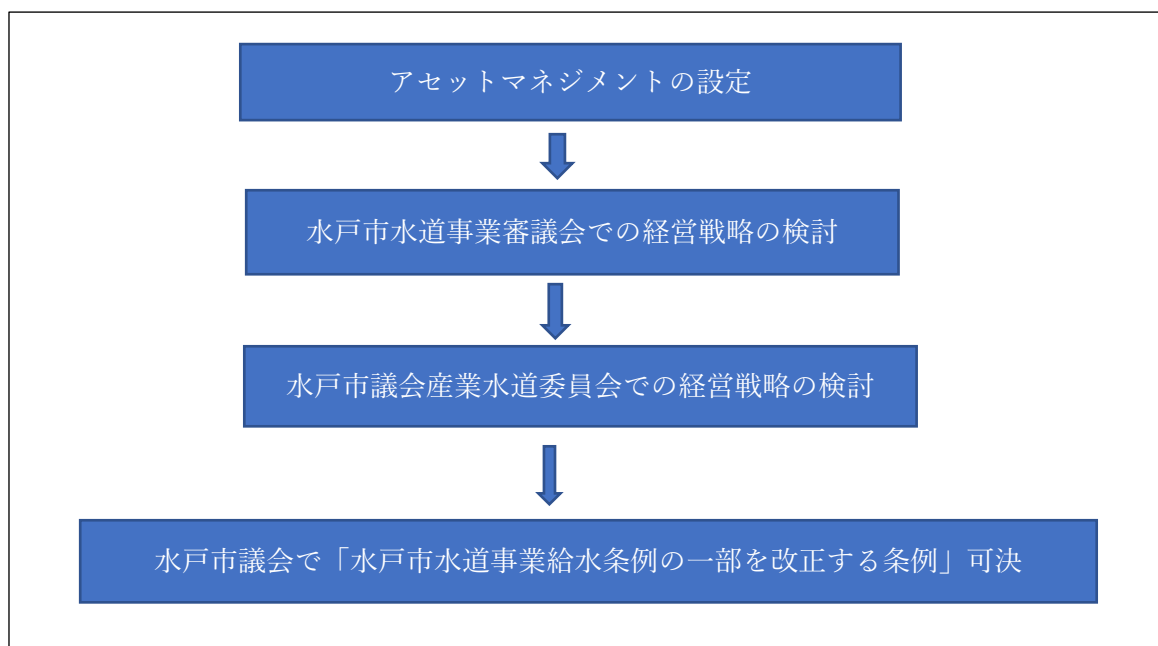 アセットマネジメントの設定
水戸市水道事業審議会での経営戦略の検討
水戸市議会産業水道委員会での経営戦略の検討
水戸市議会で「水戸市水道事業給水条例の一部を改正する条例」可決